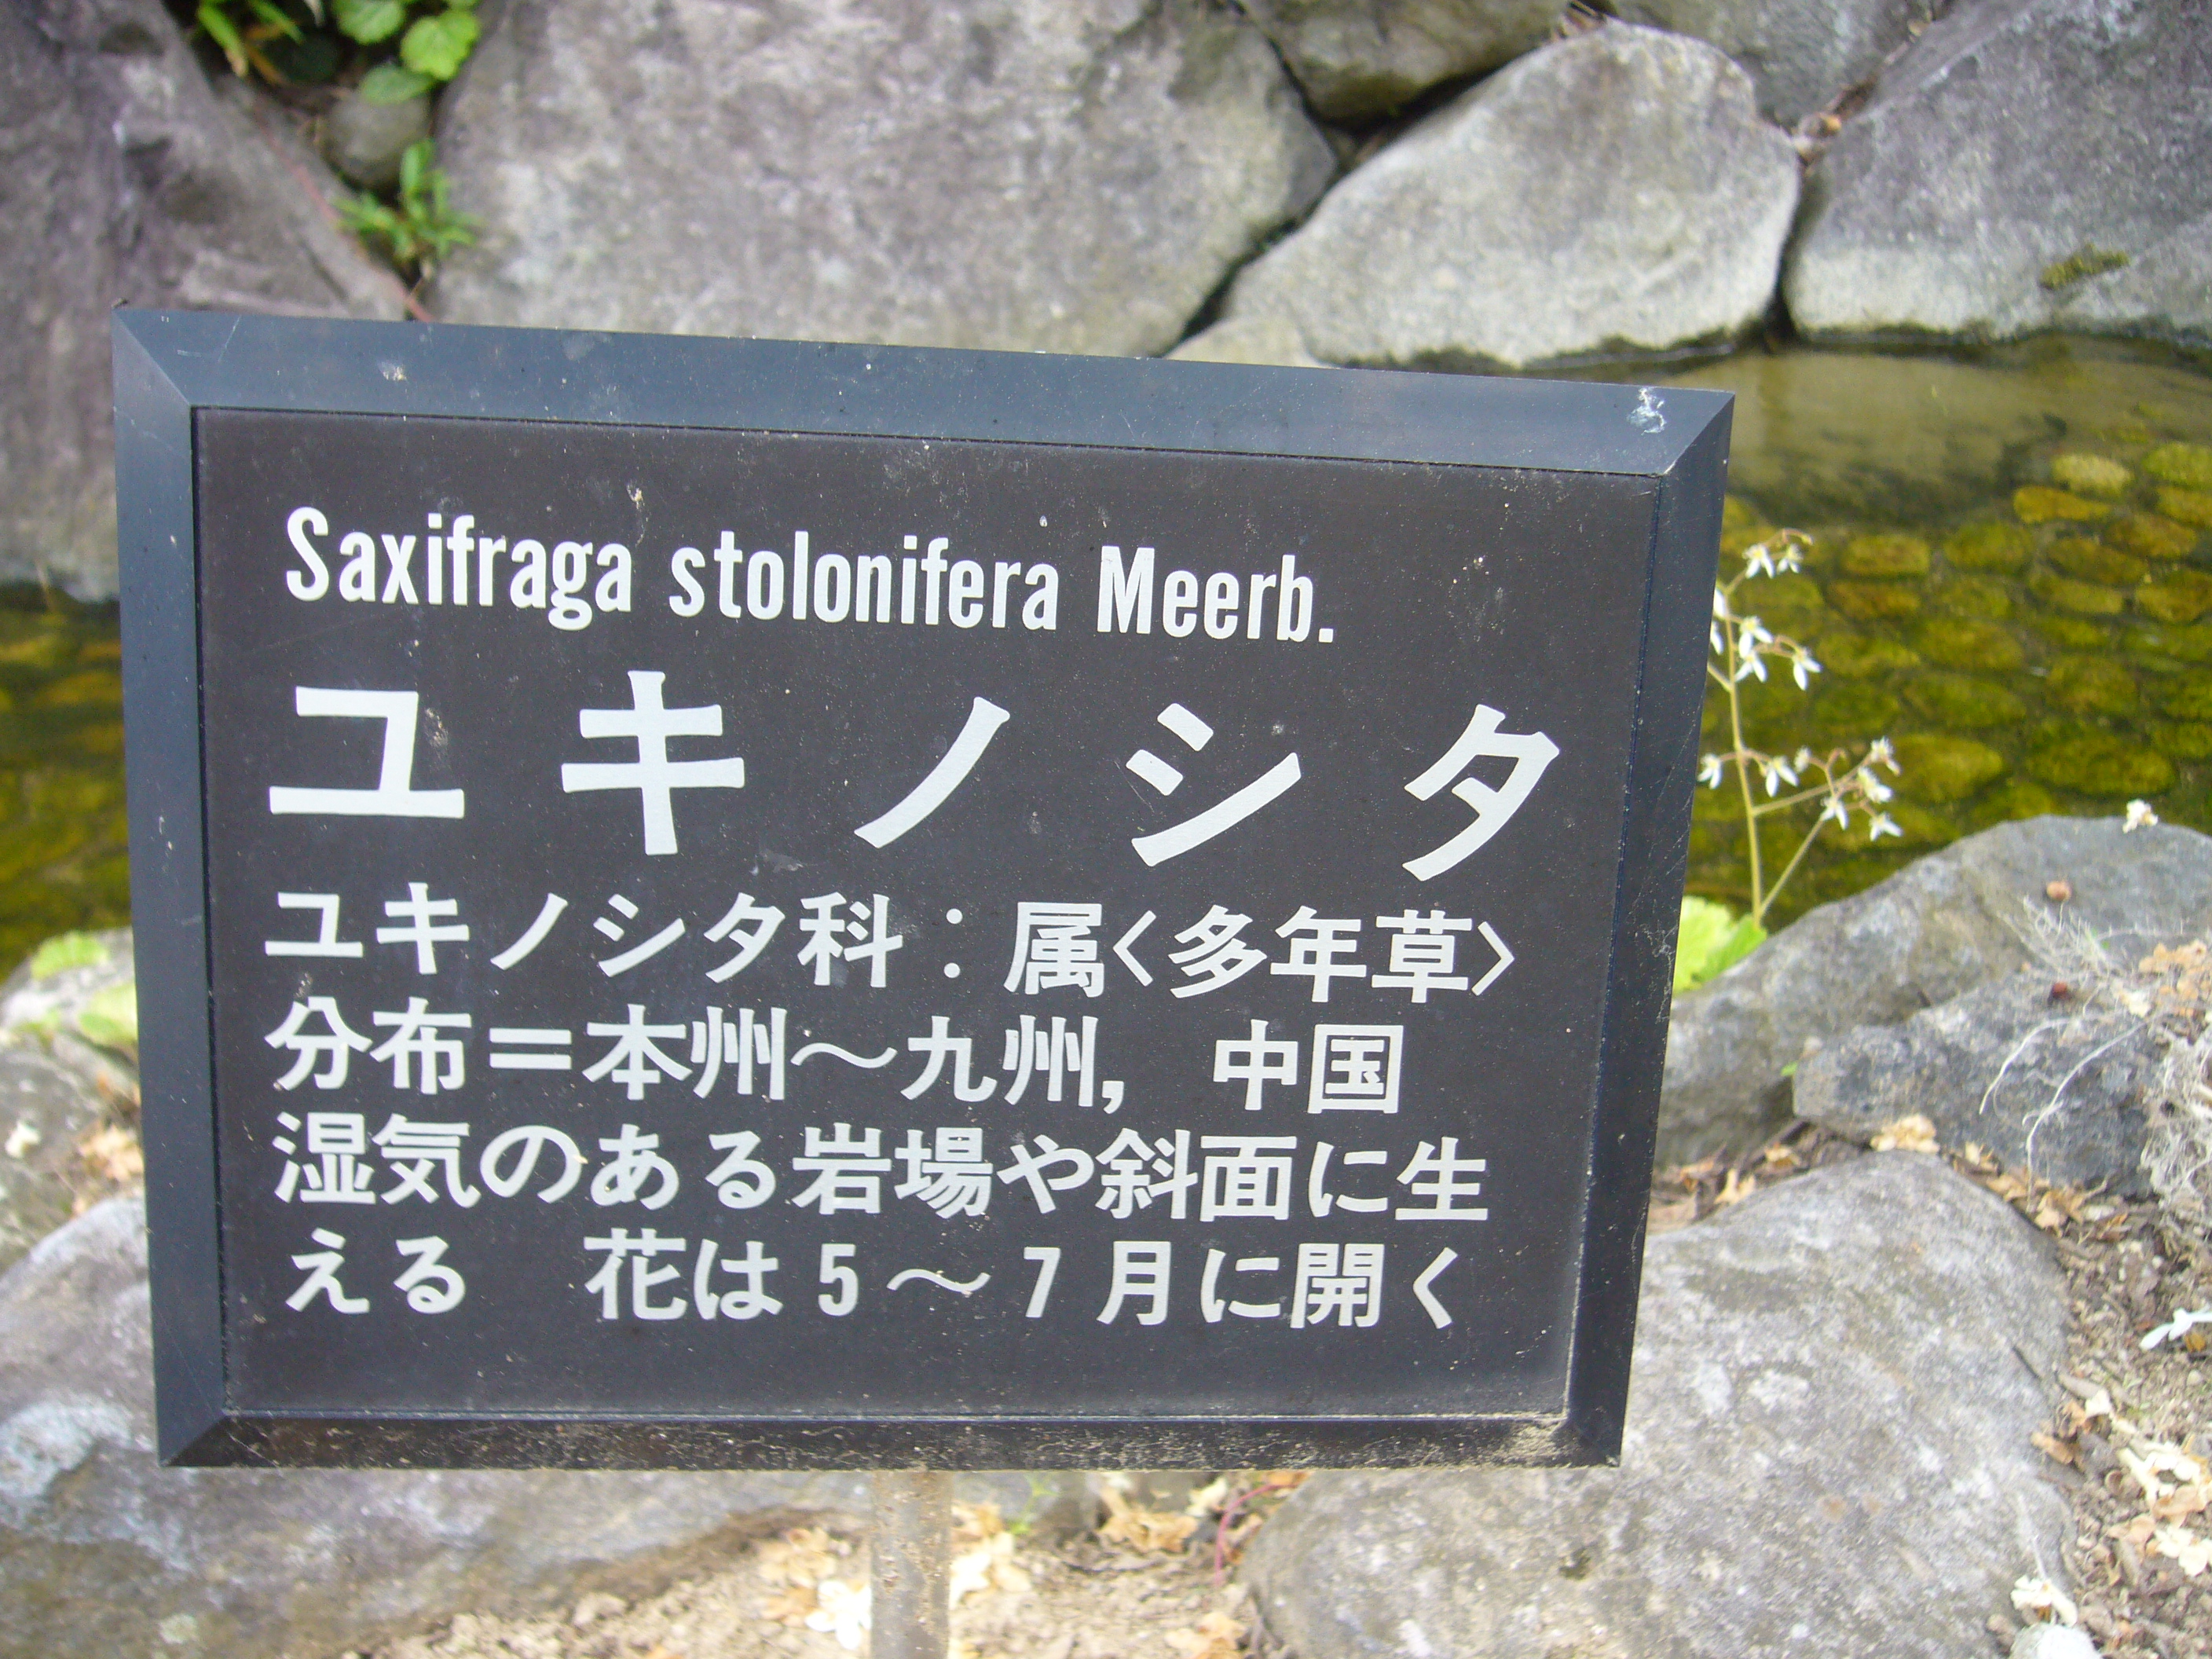 Saxifraga stolonifera Meerb.
ユキノシタ
ユキノシタ科：属〈多年草〉
分布＝本州〜九州，中国
湿気のある岩場や斜面に生
える　花は5〜7月に開く